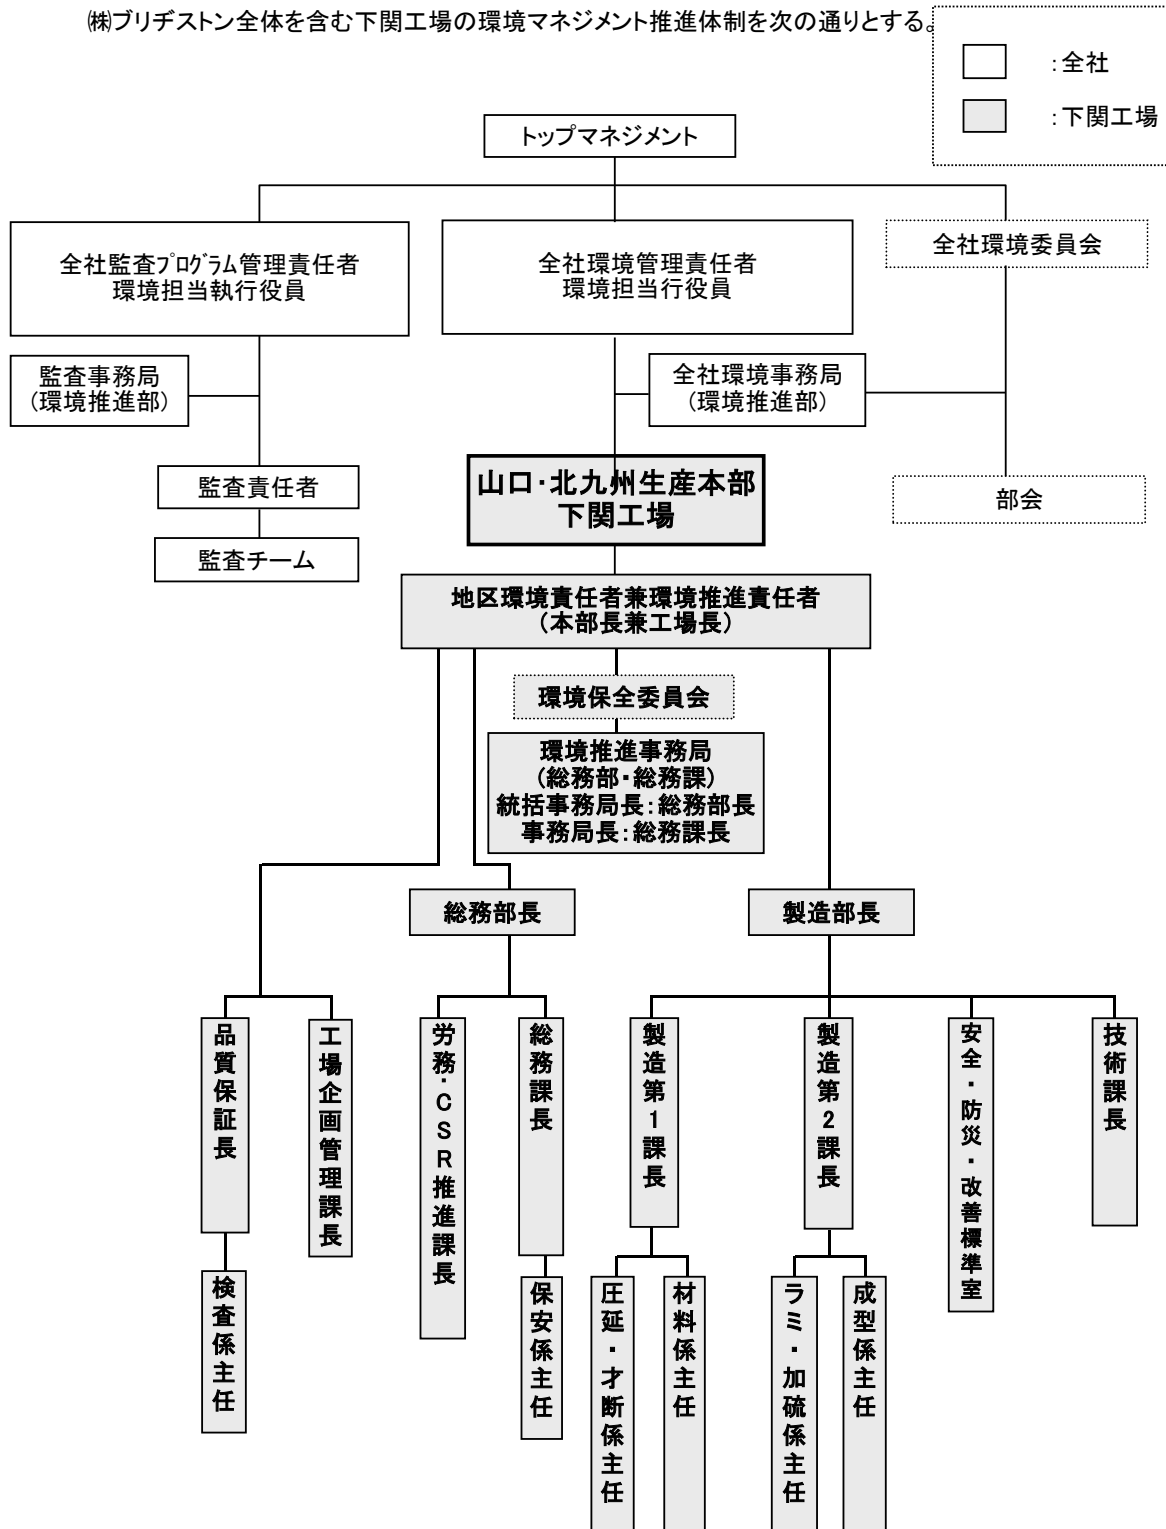 ㈱ブリヂストン全体を含む下関工場の環境マネジメント推進体制を次の通りとする。
：全社
：下関工場
トップマネジメント
全社監査プログラム管理責任者
環境担当執行役員
全社環境管理責任者
環境担当行役員
全社環境委員会
監査事務局
（環境推進部）
全社環境事務局
（環境推進部）
監査責任者
監査チーム
山口・北九州生産本部
下関工場
部会
地区環境責任者兼環境推進責任者
（本部長兼工場長）
環境保全委員会
環境推進事務局
（総務部・総務課）
統括事務局長：総務部長
事務局長：総務課長
総務部長
製造部長
品質保証長
工場企画管理課長
労務・CSR推進課長
総務課長
製造第1課長
製造第2課長
安全・防災・改善標準室
技術課長
検査係主任
保安係主任
圧延・才断係主任
材料係主任
ラミ・加硫係主任
成型係主任